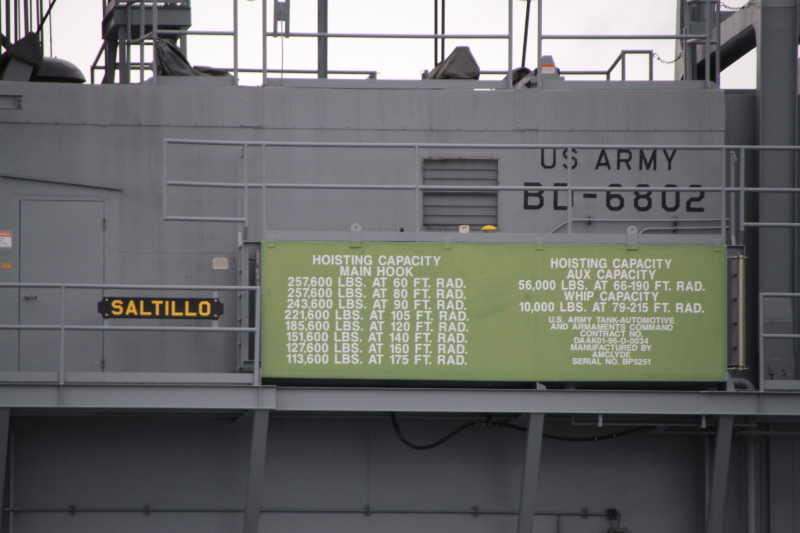 US ARMY
BD-6802
SALTILLO
HOISTING CAPACITY
MAIN HOOK
257,600 LBS. AT 60 FT. RAD.
257,600 LBS. AT 80 FT. RAD.
243,600 LBS. AT 90 FT. RAD.
221,600 LBS. AT 105 FT. RAD.
185,600 LBS. AT 120 FT. RAD.
151,600 LBS. AT 140 FT. RAD.
127,600 LBS. AT 160 FT. RAD.
113,600 LBS. AT 175 FT. RAD.
HOISTING CAPACITY
AUX CAPACITY
56,000 LBS. AT 66-190 FT. RAD.
WHIP CAPACITY
10,000 LBS. AT 79-215 FT. RAD.
U.S. ARMY TANK-AUTOMOTIVE
AND ARMAMENTS COMMAND
CONTRACT NO.
DAAK01-96-D-0034
MANUFACTURED BY
AMCLYDE
SERIAL NO. BP5251